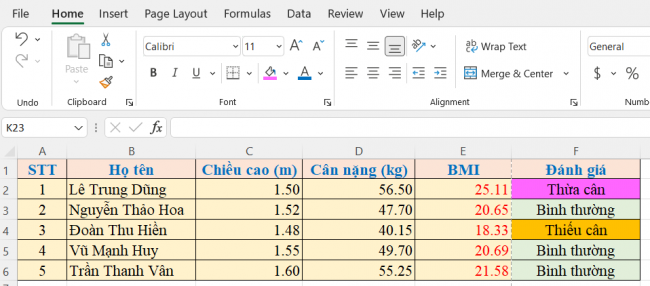 File Home Insert Page Layout Formulas Data Review View Help
Calibri 11 A A ab Wrap Text General
Paste B I U A Merge & Center $ %
Undo Clipboard Font Alignment Numb
K23 fx
A B C D E F
1 STT Họ tên Chiều cao (m) Cân nặng (kg) BMI Đánh giá
2 1 Lê Trung Dũng 1.50 56.50 25.11 Thừa cân
3 2 Nguyễn Thảo Hoa 1.52 47.70 20.65 Bình thường
4 3 Đoàn Thu Hiền 1.48 40.15 18.33 Thiếu cân
5 4 Vũ Mạnh Huy 1.55 49.70 20.69 Bình thường
6 5 Trần Thanh Vân 1.60 55.25 21.58 Bình thường